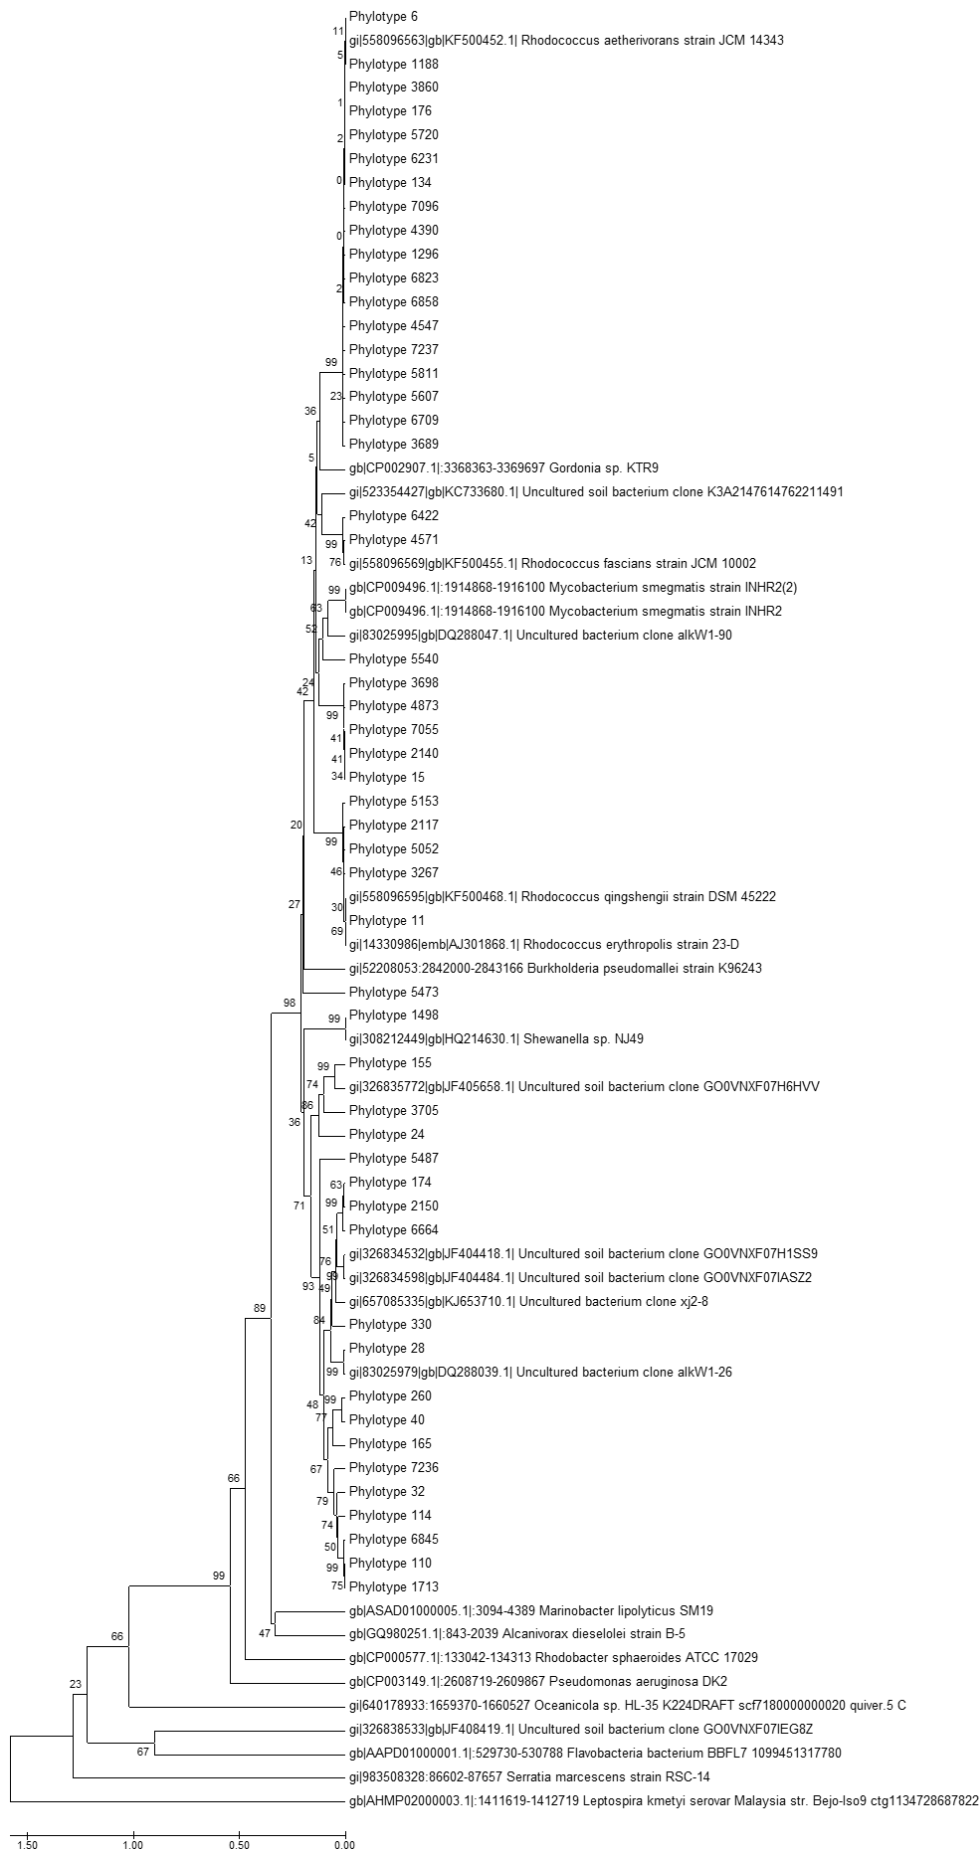 Phylotype 6
11
gi|558096563|gb|KF500452.1| Rhodococcus aetherivorans strain JCM 14343
5
Phylotype 1188
Phylotype 3860
1
Phylotype 176
Phylotype 5720
2
Phylotype 6231
0
Phylotype 134
Phylotype 7096
Phylotype 4390
0
Phylotype 1296
Phylotype 6823
2
Phylotype 6858
Phylotype 4547
Phylotype 7237
99
Phylotype 5811
23
Phylotype 5607
36
Phylotype 6709
Phylotype 3689
5
gb|CP002907.1|:3368363-3369697 Gordonia sp. KTR9
gi|523354427|gb|KC733680.1| Uncultured soil bacterium clone K3A2147614762211491
Phylotype 6422
42
Phylotype 4571
99
13
76
gi|558096569|gb|KF500455.1| Rhodococcus fascians strain JCM 10002
99
gb|CP009496.1|:1914868-1916100 Mycobacterium smegmatis strain INHR2(2)
63
gb|CP009496.1|:1914868-1916100 Mycobacterium smegmatis strain INHR2
52
gi|83025995|gb|DQ288047.1| Uncultured bacterium clone alkW1-90
Phylotype 5540
24
Phylotype 3698
42
Phylotype 4873
99
Phylotype 7055
41
Phylotype 2140
41
34
Phylotype 15
Phylotype 5153
20
Phylotype 2117
99
Phylotype 5052
46
Phylotype 3267
gi|558096595|gb|KF500468.1| Rhodococcus qingshengii strain DSM 45222
27
30
Phylotype 11
69
gi|14330986|emb|AJ301868.1| Rhodococcus erythropolis strain 23-D
gi|52208053:2842000-2843166 Burkholderia pseudomallei strain K96243
Phylotype 5473
98
99
Phylotype 1498
gi|308212449|gb|HQ214630.1| Shewanella sp. NJ49
99
Phylotype 155
74
gi|326835772|gb|JF405658.1| Uncultured soil bacterium clone GO0VNXF07H6HVV
86
Phylotype 3705
36
Phylotype 24
Phylotype 5487
63
Phylotype 174
99
Phylotype 2150
71
51
Phylotype 6664
76
gi|326834532|gb|JF404418.1| Uncultured soil bacterium clone GO0VNXF07H1SS9
99
gi|326834598|gb|JF404484.1| Uncultured soil bacterium clone GO0VNXF07IASZ2
93
49
gi|657085335|gb|KJ653710.1| Uncultured bacterium clone xj2-8
89
84
Phylotype 330
Phylotype 28
99
gi|83025979|gb|DQ288039.1| Uncultured bacterium clone alkW1-26
99
Phylotype 260
48
77
Phylotype 40
Phylotype 165
67
Phylotype 7236
66
79
Phylotype 32
74
Phylotype 114
50
Phylotype 6845
99
Phylotype 110
99
75
Phylotype 1713
gb|ASAD01000005.1|:3094-4389 Marinobacter lipolyticus SM19
47
gb|GQ980251.1|:843-2039 Alcanivorax dieselolei strain B-5
66
gb|CP000577.1|:133042-134313 Rhodobacter sphaeroides ATCC 17029
gb|CP003149.1|:2608719-2609867 Pseudomonas aeruginosa DK2
23
gi|640178933:1659370-1660527 Oceanicola sp. HL-35 K224DRAFT scf7180000000020 quiver.5 C
gi|326838533|gb|JF408419.1| Uncultured soil bacterium clone GO0VNXF07IEG8Z
67
gb|AAPD01000001.1|:529730-530788 Flavobacteria bacterium BBFL7 1099451317780
gi|983508328:86602-87657 Serratia marcescens strain RSC-14
gb|AHMP02000003.1|:1411619-1412719 Leptospira kmetyi serovar Malaysia str. Bejo-Iso9 ctg1134728687822
1.50 1.00 0.50 0.00